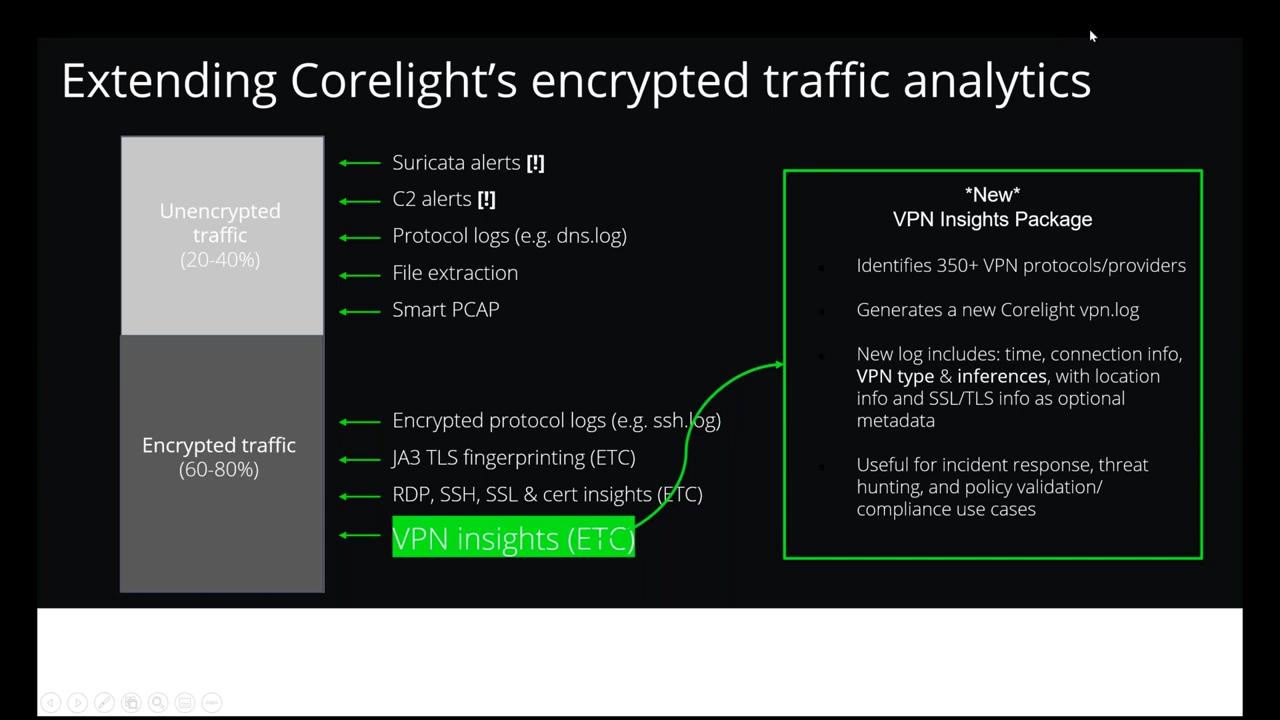 Extending Corelight's encrypted traffic analytics
Unencrypted
traffic
(20-40%)
Suricata alerts [!]
C2 alerts [!]
Protocol logs (e.g. dns.log)
File extraction
Smart PCAP
Encrypted traffic
(60-80%)
Encrypted protocol logs (e.g. ssh.log)
JA3 TLS fingerprinting (ETC)
RDP, SSH, SSL & cert insights (ETC)
VPN insights (ETC)
*New*
VPN Insights Package
Identifies 350+ VPN protocols/providers
Generates a new Corelight vpn.log
New log includes: time, connection info,
VPN type & inferences, with location
info and SSL/TLS info as optional
metadata
Useful for incident response, threat
hunting, and policy validation/
compliance use cases